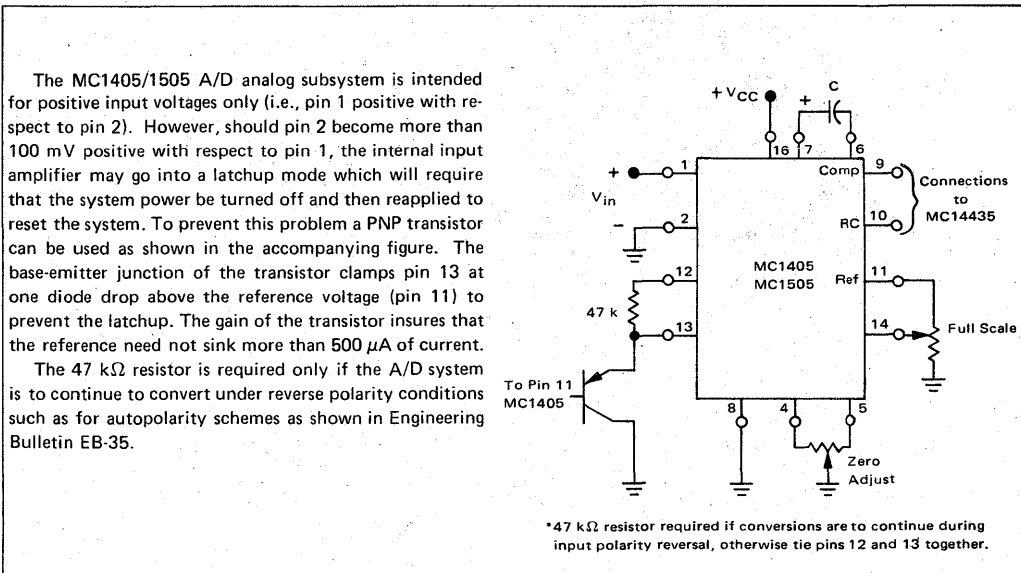 The MC1405/1505 A/D analog subsystem is intended
for positive input voltages only (i.e., pin 1 positive with re-
spect to pin 2). However, should pin 2 become more than
100 mV positive with respect to pin 1, the internal input
amplifier may go into a latchup mode which will require
that the system power be turned off and then reapplied to
reset the system. To prevent this problem a PNP transistor
can be used as shown in the accompanying figure. The
base-emitter junction of the transistor clamps pin 13 at
one diode drop above the reference voltage (pin 11) to
prevent the latchup. The gain of the transistor insures that
the reference need not sink more than 500 μA of current.
The 47 kΩ resistor is required only if the A/D system
is to continue to convert under reverse polarity conditions
such as for autopolarity schemes as shown in Engineering
Bulletin EB-35.
+ VCC
+
C
16
7
6
+
1
Comp
9
Connections
to
MC14435
Vin
−
2
RC
10
12
MC1405
MC1505
Ref
11
47 k
13
14
Full Scale
To Pin 11
MC1405
8
4
5
Zero
Adjust
*47 kΩ resistor required if conversions are to continue during
input polarity reversal, otherwise tie pins 12 and 13 together.